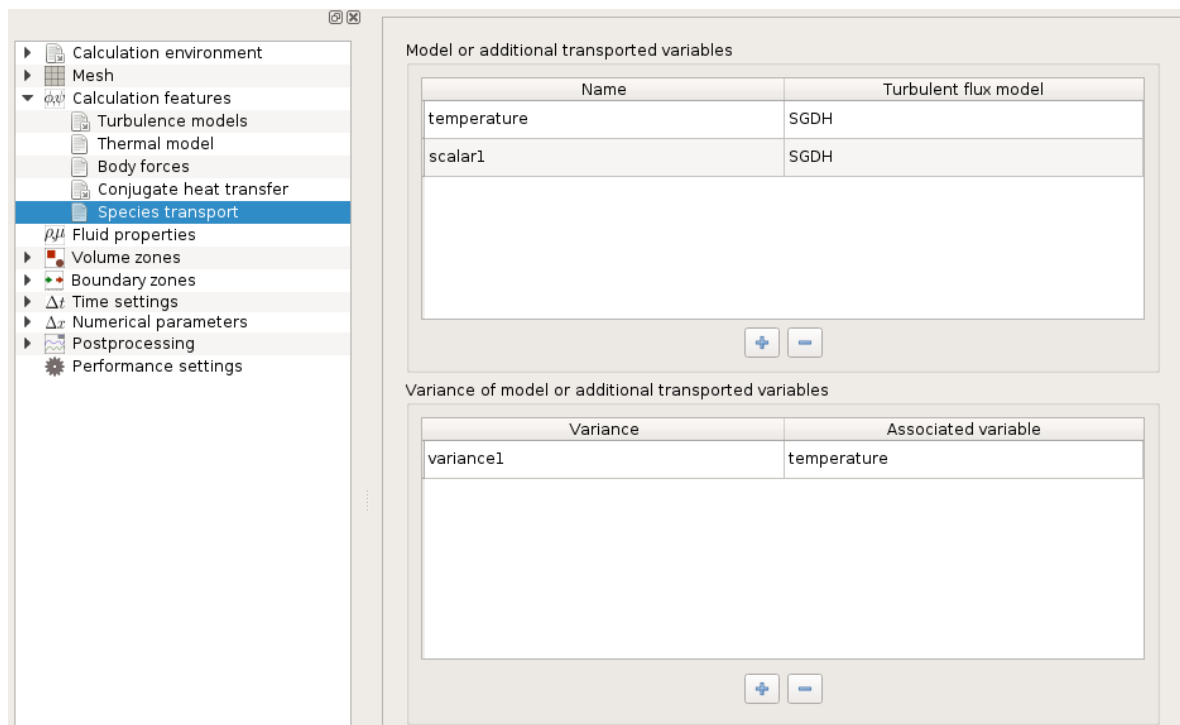 Calculation environment
Mesh
φ,ψ Calculation features
Turbulence models
Thermal model
Body forces
Conjugate heat transfer
Species transport
ρ,μ Fluid properties
Volume zones
Boundary zones
Δt Time settings
Δx Numerical parameters
Postprocessing
Performance settings
Model or additional transported variables
Name Turbulent flux model
temperature SGDH
scalar1 SGDH
Variance of model or additional transported variables
Variance Associated variable
variance1 temperature